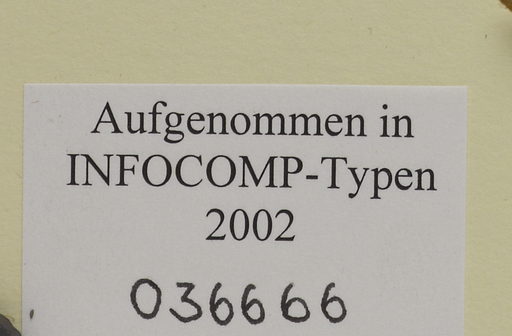 Aufgenommen in
INFOCOMP-Typen
2002
036666